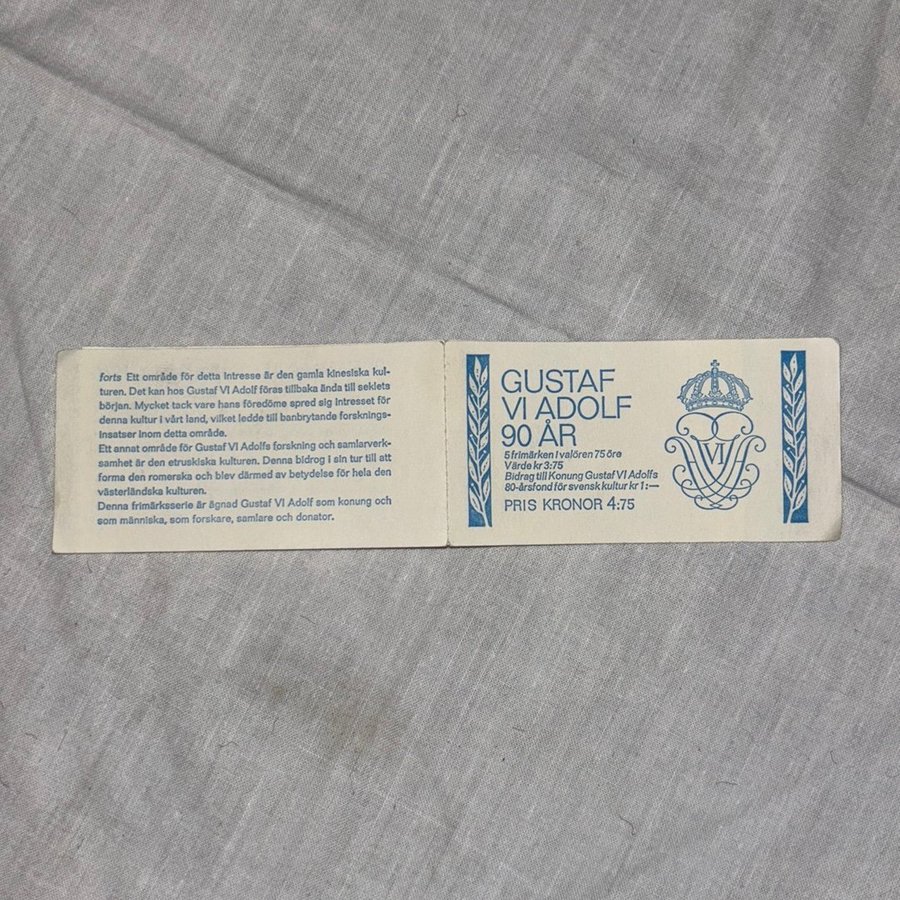 forts Ett område för detta intresse är den gamla kinesiska kul-
turen. Det kan hos Gustaf VI Adolf föras tillbaka ända till seklets
början. Mycket tack vare hans föredöme spred sig intresset för
denna kultur i vårt land, vilket ledde till banbrytande forsknings-
insatser inom detta område.
Ett annat område för Gustaf VI Adolfs forskning och samlarverk-
samhet är den etruskiska kulturen. Denna bidrog i sin tur till att
forma den romerska och blev därmed av betydelse för hela den
västerländska kulturen.
Denna frimärksserie är ägnad Gustaf VI Adolf som konung och
som människa, som forskare, samlare och donator.
GUSTAF
VI ADOLF
90 ÅR
5 frimärken i valören 75 öre
Värde kr 3:75
Bidrag till Konung Gustaf VI Adolfs
80-årsfond för svensk kultur kr 1:—
PRIS KRONOR 4:75
VI